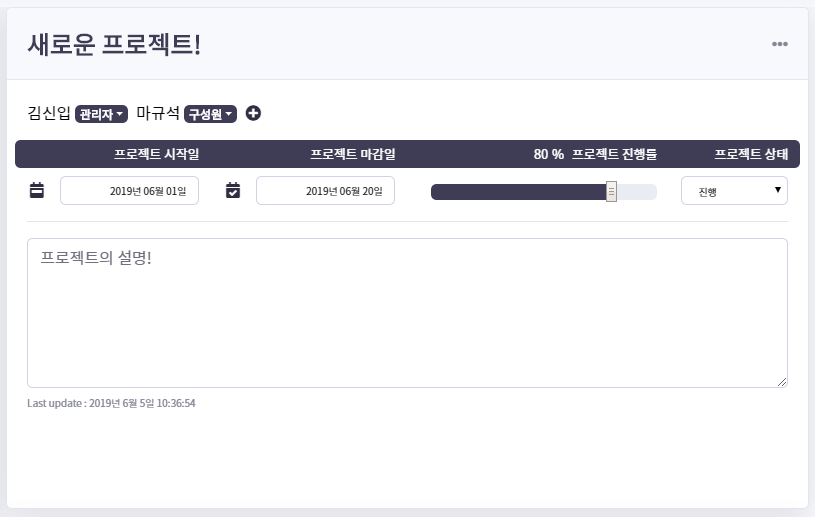 새로운 프로젝트!
김신입 관리자 마규석 구성원
프로젝트 시작일 프로젝트 마감일 80 % 프로젝트 진행률 프로젝트 상태
2019년 06월 01일 2019년 06월 20일 진행
프로젝트의 설명!
Last update : 2019년 6월 5일 10:36:54